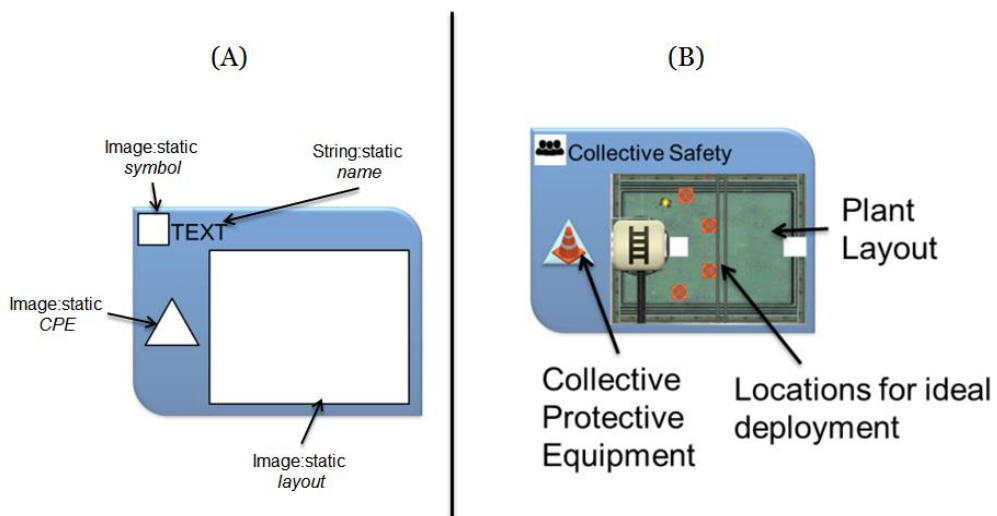 (A)
Image:static
symbol
String:static
name
TEXT
Image:static
CPE
Image:static
layout
(B)
Collective Safety
Plant
Layout
Collective
Protective
Equipment
Locations for ideal
deployment